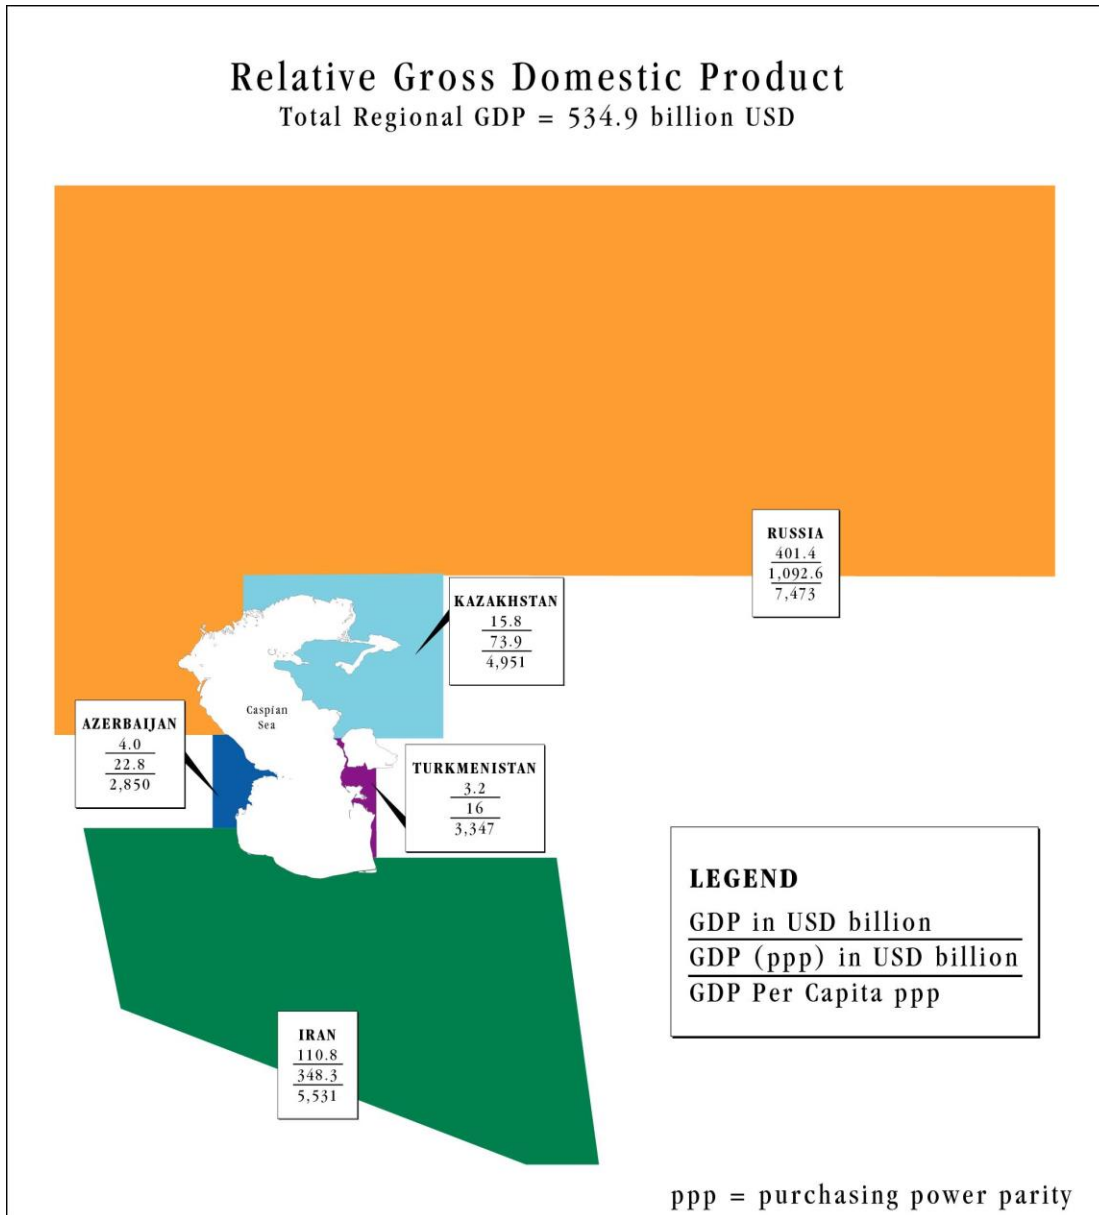 Relative Gross Domestic Product
Total Regional GDP = 534.9 billion USD
RUSSIA
401.4
1,092.6
7,473
KAZAKHSTAN
15.8
73.9
4,951
Caspian
Sea
AZERBAIJAN
4.0
22.8
2,850
TURKMENISTAN
3.2
16
3,347
LEGEND
GDP in USD billion
GDP (ppp) in USD billion
GDP Per Capita ppp
IRAN
110.8
348.3
5,531
ppp = purchasing power parity